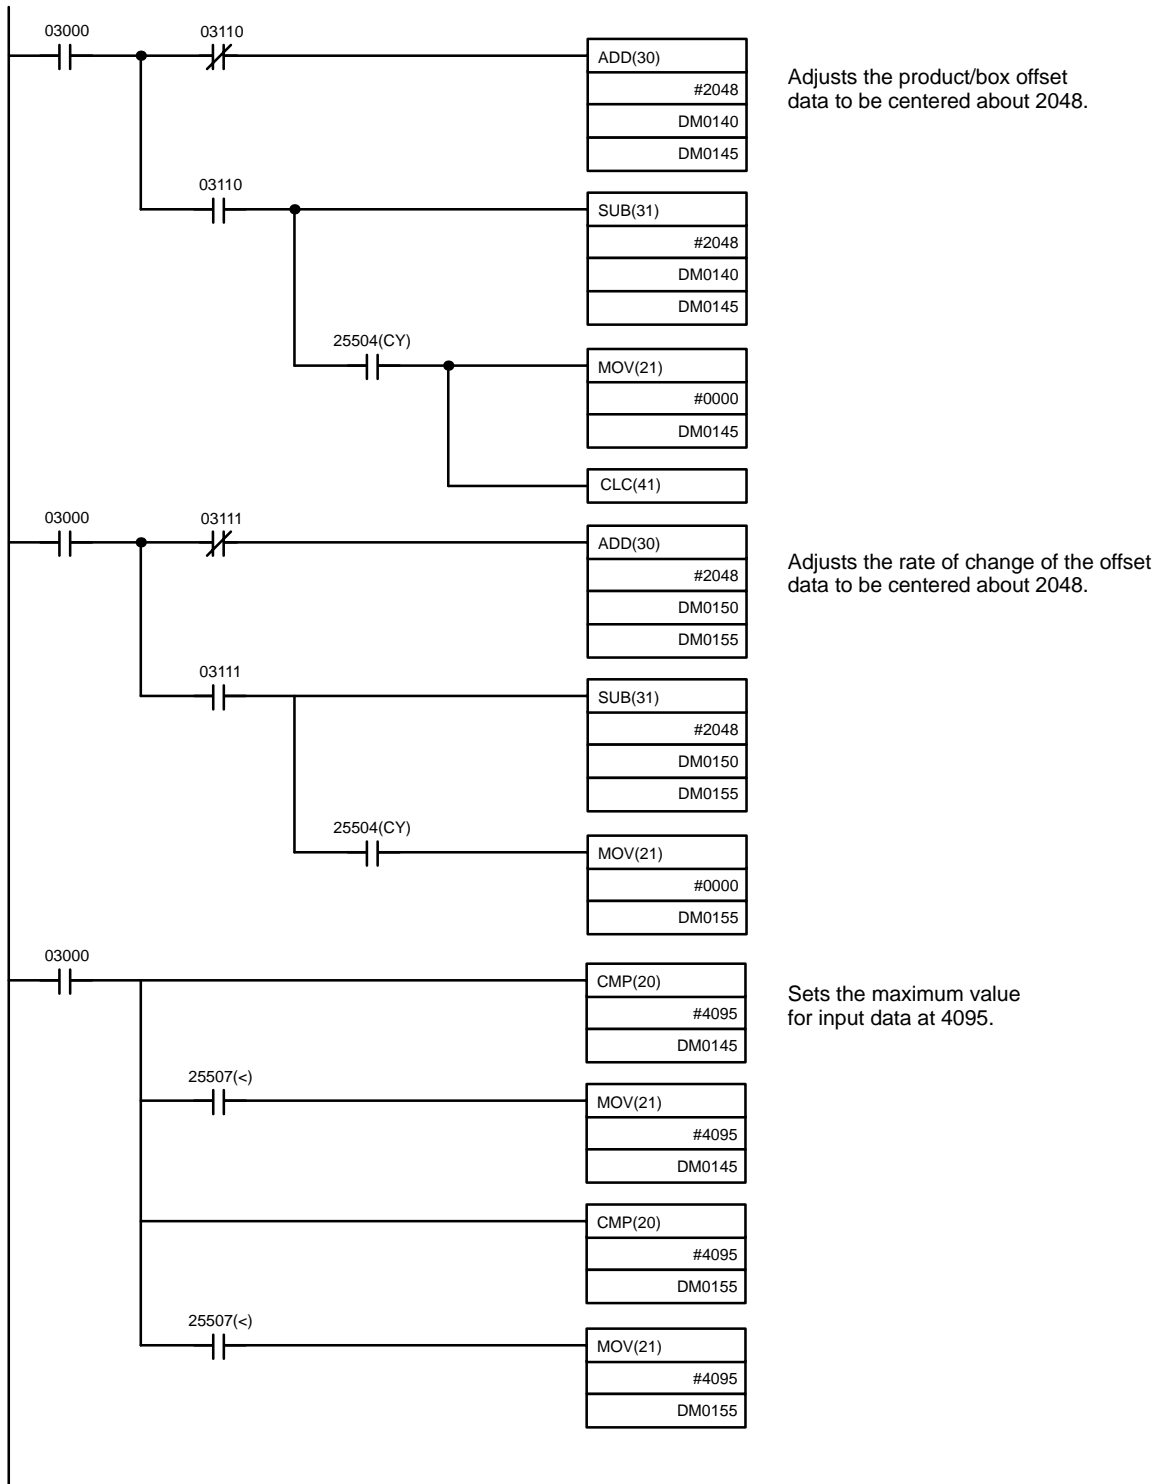 03000
03110
ADD(30)
#2048
DM0140
DM0145
Adjusts the product/box offset
data to be centered about 2048.
03110
SUB(31)
#2048
DM0140
DM0145
25504(CY)
MOV(21)
#0000
DM0145
CLC(41)
03000
03111
ADD(30)
#2048
DM0150
DM0155
Adjusts the rate of change of the offset
data to be centered about 2048.
03111
SUB(31)
#2048
DM0150
DM0155
25504(CY)
MOV(21)
#0000
DM0155
03000
CMP(20)
#4095
DM0145
Sets the maximum value
for input data at 4095.
25507(<)
MOV(21)
#4095
DM0145
CMP(20)
#4095
DM0155
25507(<)
MOV(21)
#4095
DM0155